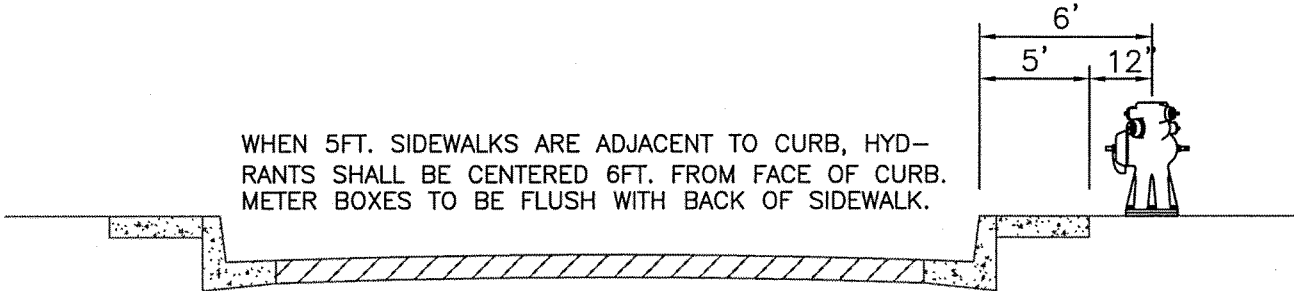 6'
5' 12"
WHEN 5FT. SIDEWALKS ARE ADJACENT TO CURB, HYD-
RANTS SHALL BE CENTERED 6FT. FROM FACE OF CURB.
METER BOXES TO BE FLUSH WITH BACK OF SIDEWALK.